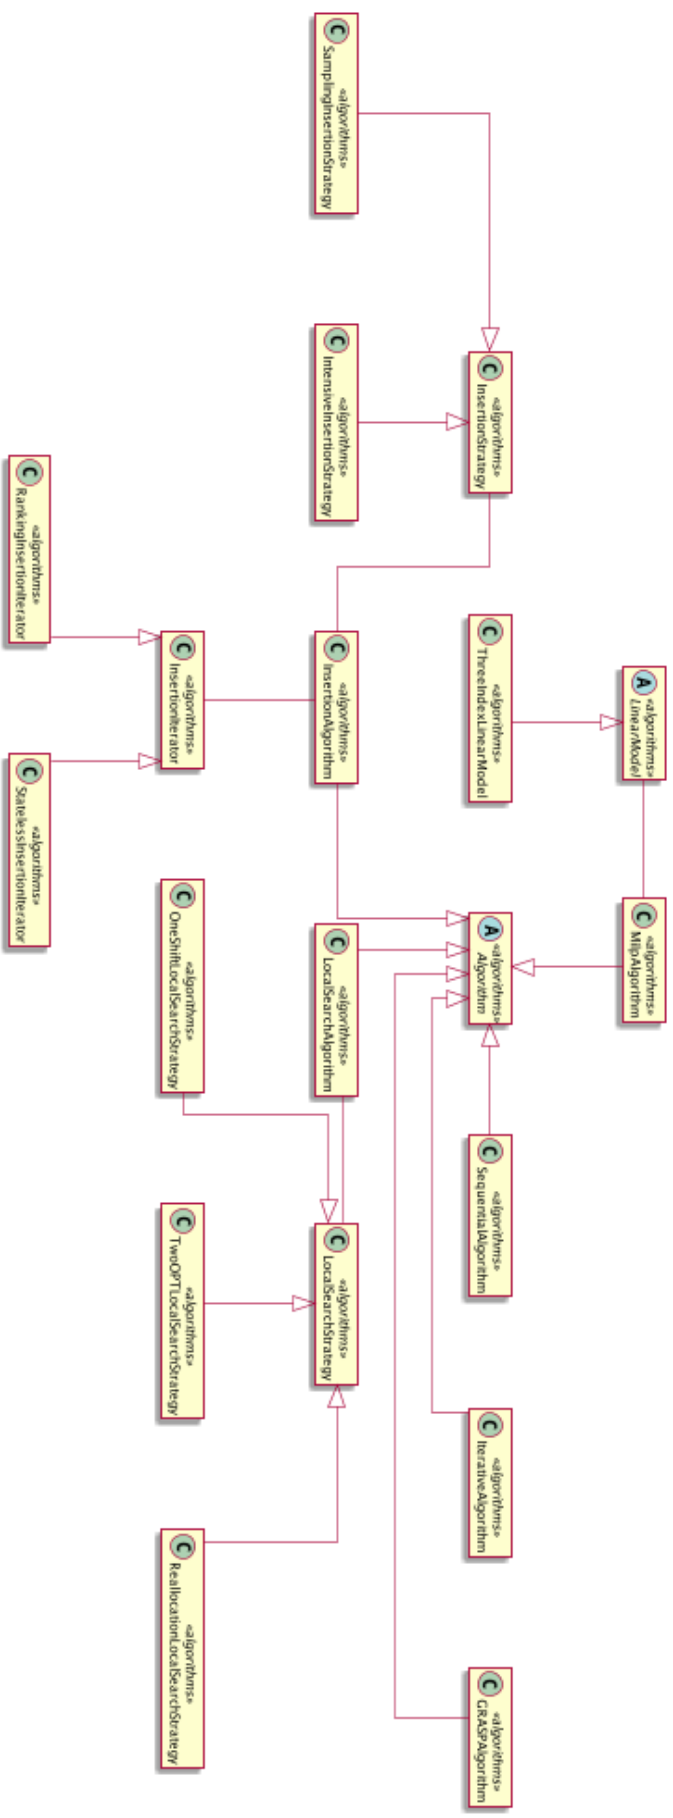 A
«algorithms»
LinearModel
C
«algorithms»
MilpAlgorithm
C
«algorithms»
SamplingInsertionStrategy
C
«algorithms»
IntensiveInsertionStrategy
C
«algorithms»
InsertionStrategy
C
«algorithms»
ThreeIndexLinearModel
A
«algorithms»
Algorithm
C
«algorithms»
SequentialAlgorithm
C
«algorithms»
IterativeAlgorithm
C
«algorithms»
GRASPAlgorithm
C
«algorithms»
InsertionAlgorithm
C
«algorithms»
LocalSearchAlgorithm
C
«algorithms»
LocalSearchStrategy
C
«algorithms»
InsertionIterator
C
«algorithms»
OneShiftLocalSearchStrategy
C
«algorithms»
TwoOPTLocalSearchStrategy
C
«algorithms»
ReallocationLocalSearchStrategy
C
«algorithms»
RankingInsertionIterator
C
«algorithms»
StatelessInsertionIterator